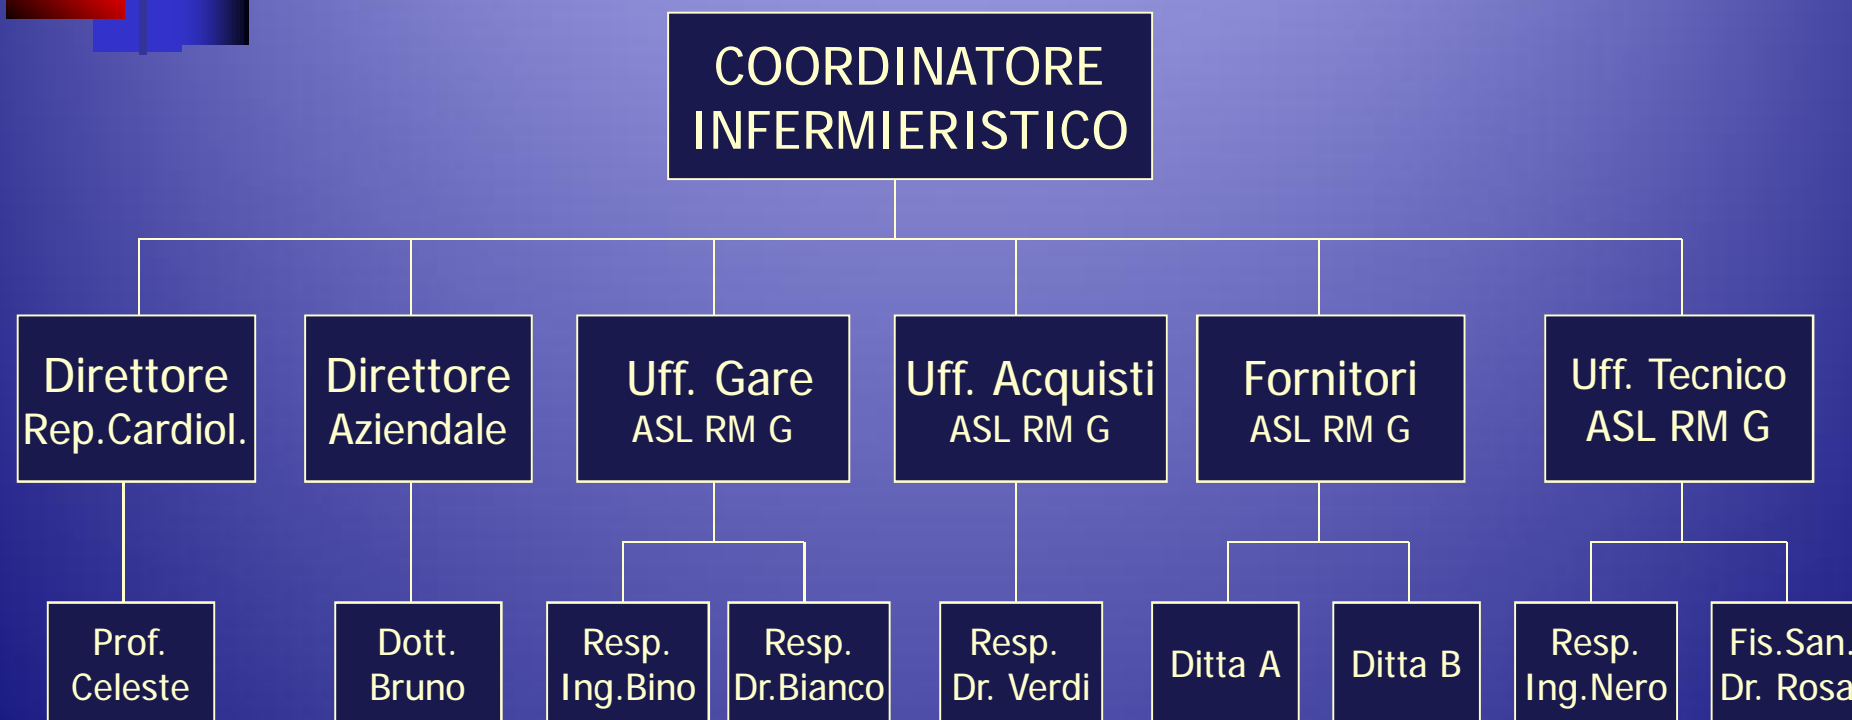 COORDINATORE
INFERMIERISTICO
Direttore
Rep.Cardiol.
Direttore
Aziendale
Uff. Gare
ASL RM G
Uff. Acquisti
ASL RM G
Fornitori
ASL RM G
Uff. Tecnico
ASL RM G
Prof.
Celeste
Dott.
Bruno
Resp.
Ing.Bino
Resp.
Dr.Bianco
Resp.
Dr. Verdi
Ditta A
Ditta B
Resp.
Ing.Nero
Fis.San.
Dr. Rosa